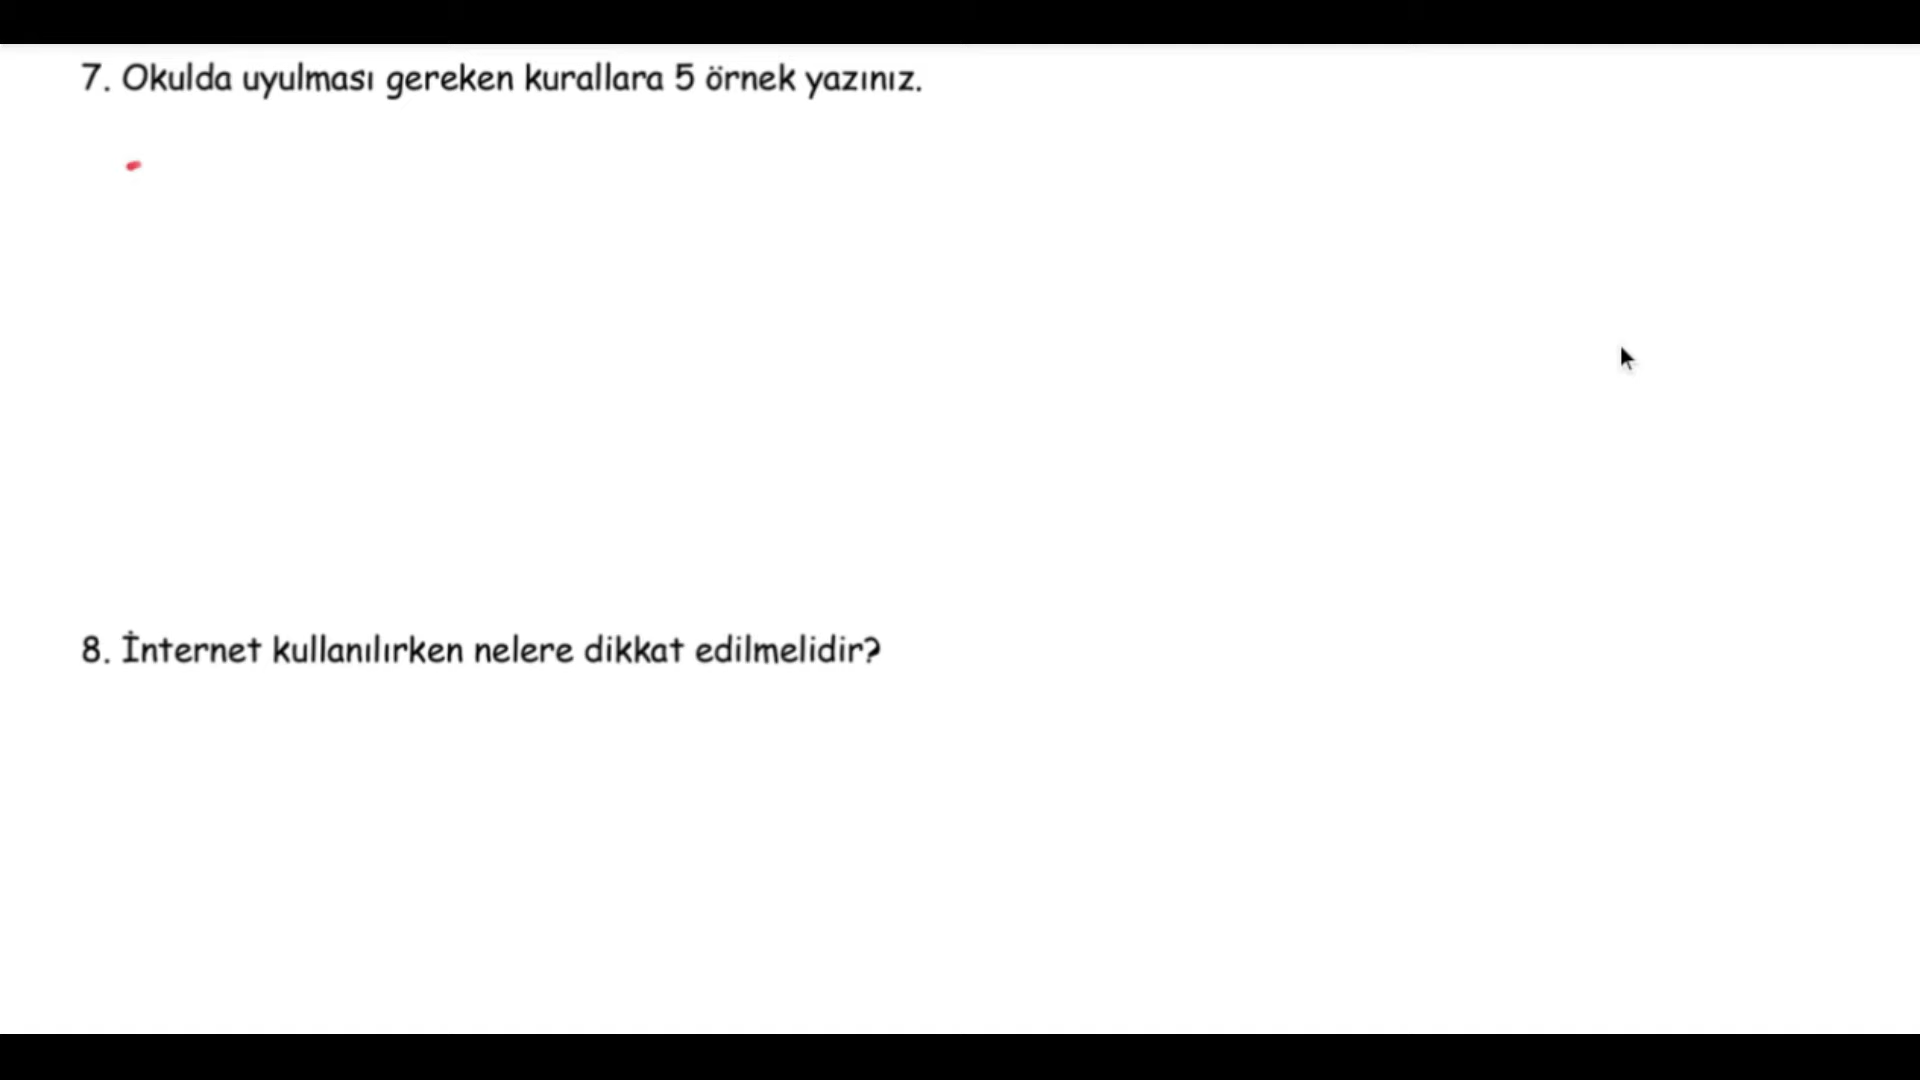 7. Okulda uyulması gereken kurallara 5 örnek yazınız.
8. İnternet kullanılırken nelere dikkat edilmelidir?